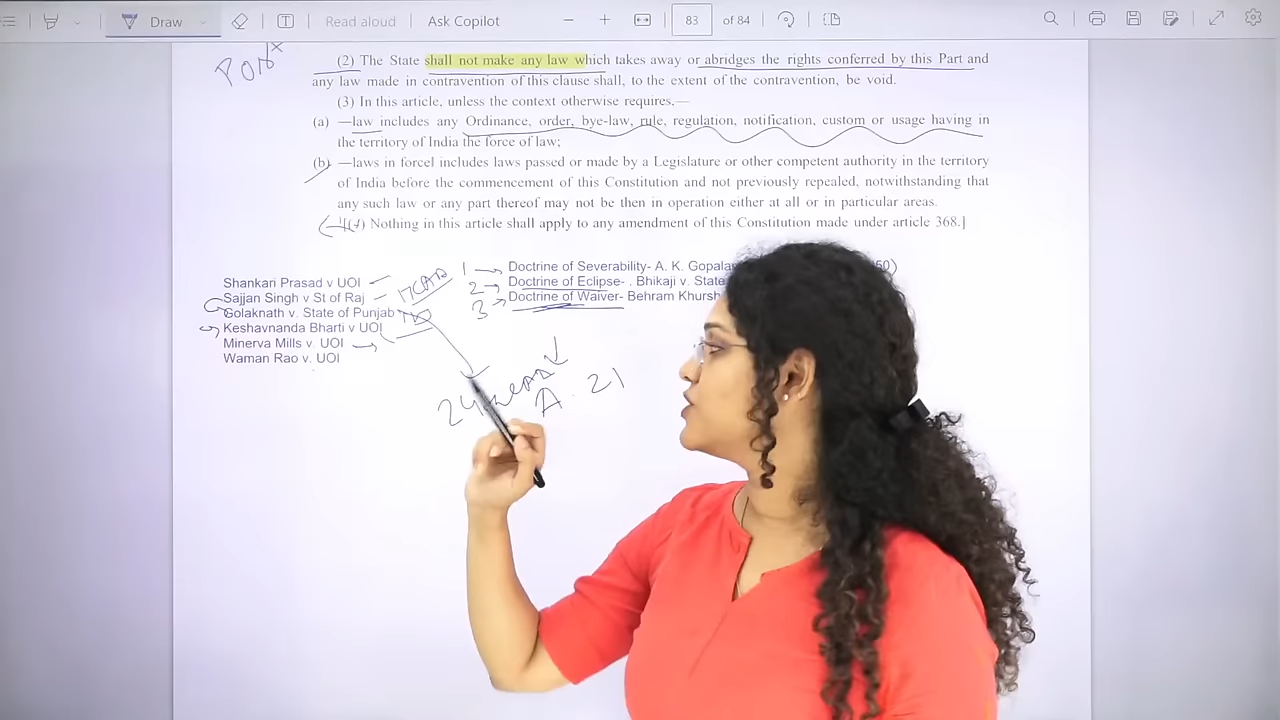 Draw
Read aloud
Ask Copilot
83 of 84
PON
(2) The State shall not make any law which takes away or abridges the rights conferred by this Part and
any law made in contravention of this clause shall, to the extent of the contravention, be void.
(3) In this article, unless the context otherwise requires,—
(a) —law includes any Ordinance, order, bye-law, rule, regulation, notification, custom or usage having in
the territory of India the force of law;
(b) —laws in forcel includes laws passed or made by a Legislature or other competent authority in the territory
of India before the commencement of this Constitution and not previously repealed, notwithstanding that
any such law or any part thereof may not be then in operation either at all or in particular areas.
Nothing in this article shall apply to any amendment of this Constitution made under article 368.]
Shankari Prasad v UOI
Sajjan Singh v St of Raj
Golaknath v. State of Punjab
Keshavnanda Bharti v UOI
Minerva Mills v. UOI
Waman Rao v. UOI
17 CAA
1 Doctrine of Severability- A. K. Gopala 50)
2 Doctrine of Eclipse- . Bhikaji v. State
3 Doctrine of Waiver- Behram Khursh
24
A. 21